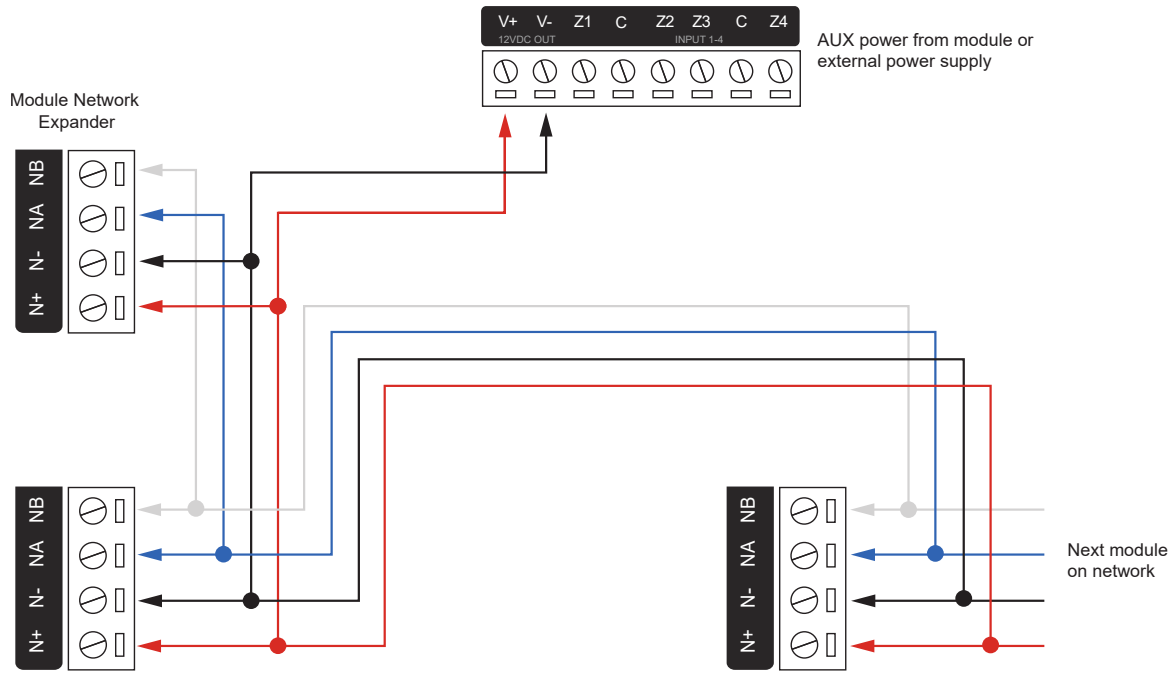 V+ V- Z1 C Z2 Z3 C Z4
12VDC OUT INPUT 1-4
AUX power from module or
external power supply
Module Network
Expander
NB
NA
N-
N+
NB
NA
N-
N+
NB
NA
N-
N+
Next module
on network